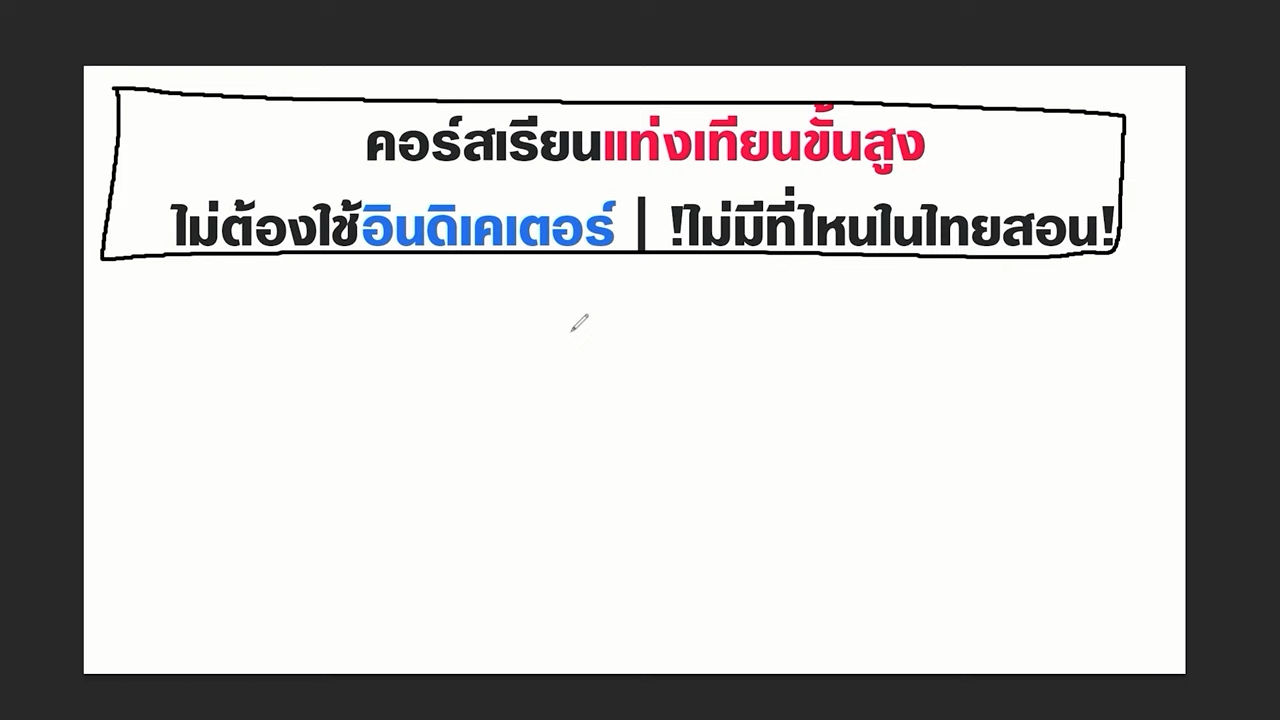 คอร์สเรียนแท่งเทียนขั้นสูง
ไม่ต้องใช้อินดิเคเตอร์ | !ไม่มีที่ไหนในไทยสอน!